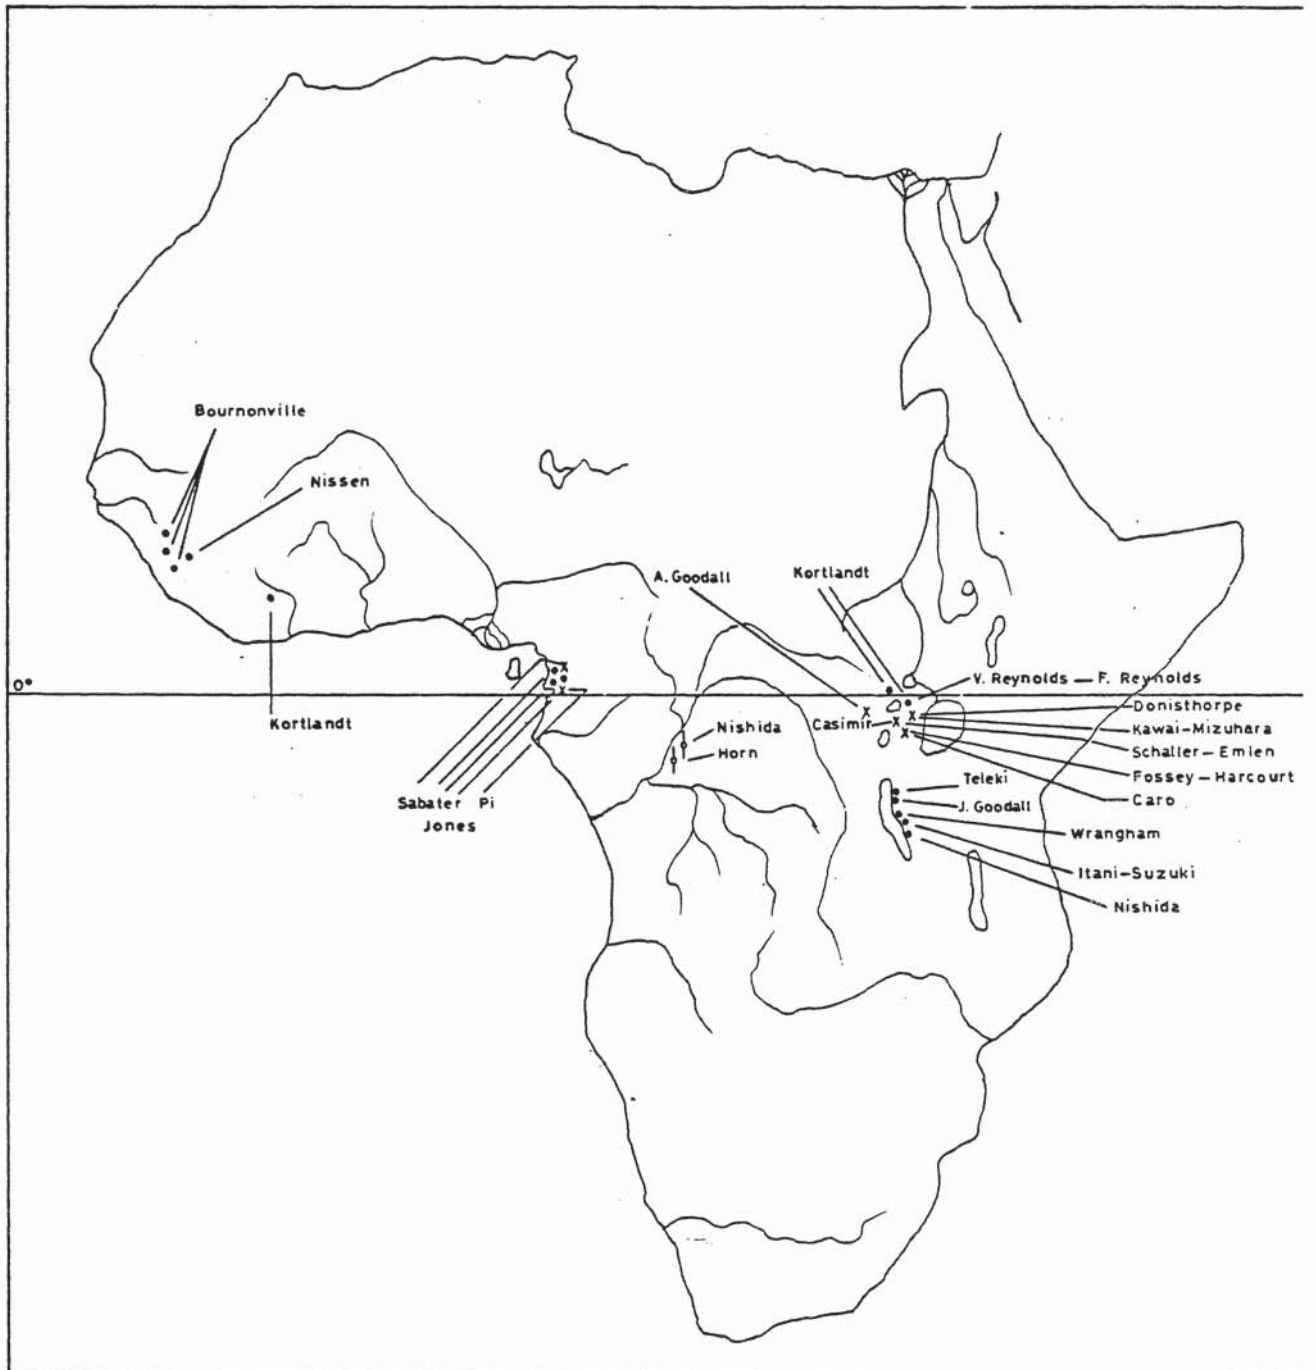 Bournonville
Nissen
A. Goodall
Kortlandt
0°
V. Reynolds — F. Reynolds
Donisthorpe
Kortlandt
Nishida
Casimir
Kawai-Mizuhara
Horn
Schaller-Emlen
Fossey-Harcourt
Teleki
Sabater Pi
J. Goodall
Caro
Jones
Wrangham
Itani-Suzuki
Nishida